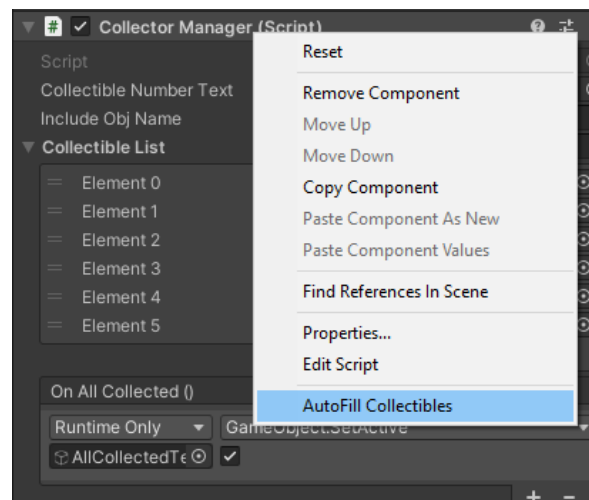 # Collector Manager (Script)
Reset
Script
Collectible Number Text
Remove Component
Include Obj Name
Move Up
Collectible List
Move Down
Element 0
Copy Component
Element 1
Paste Component As New
Element 2
Paste Component Values
Element 3
Find References In Scene
Element 4
Element 5
Properties...
Edit Script
On All Collected ()
AutoFill Collectibles
Runtime Only
GameObject.SetActive
AllCollectedTe